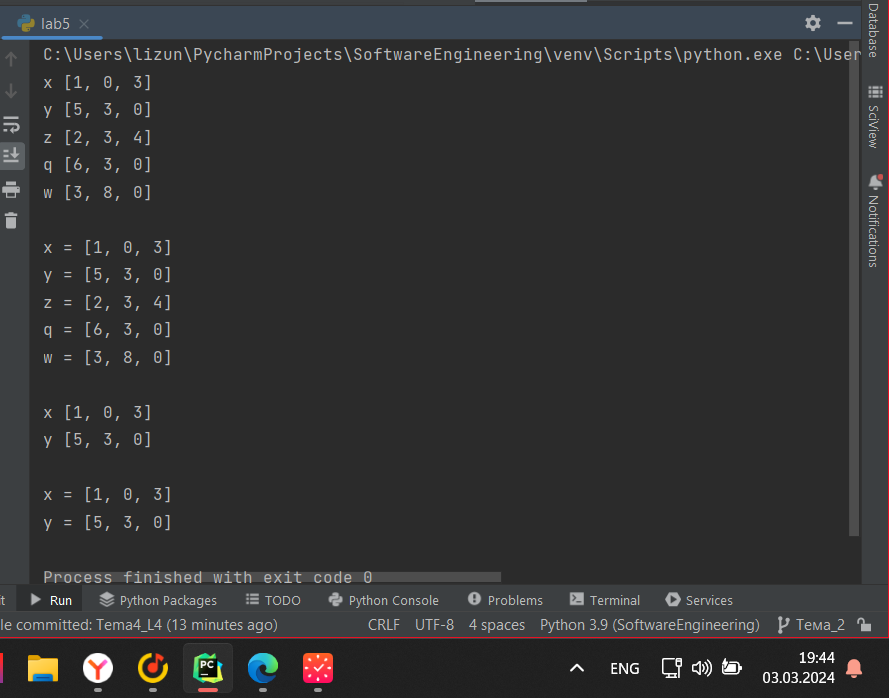 lab5
Database
SciView
Notifications
C:\Users\lizun\PycharmProjects\SoftwareEngineering\venv\Scripts\python.exe C:\User
x [1, 0, 3]
y [5, 3, 0]
z [2, 3, 4]
q [6, 3, 0]
w [3, 8, 0]
x = [1, 0, 3]
y = [5, 3, 0]
z = [2, 3, 4]
q = [6, 3, 0]
w = [3, 8, 0]
x [1, 0, 3]
y [5, 3, 0]
x = [1, 0, 3]
y = [5, 3, 0]
Process finished with exit code 0
it Run Python Packages TODO Python Console Problems Terminal Services
le committed: Tema4_L4 (13 minutes ago) CRLF UTF-8 4 spaces Python 3.9 (SoftwareEngineering) Тема_2
PC ENG 19:44
03.03.2024